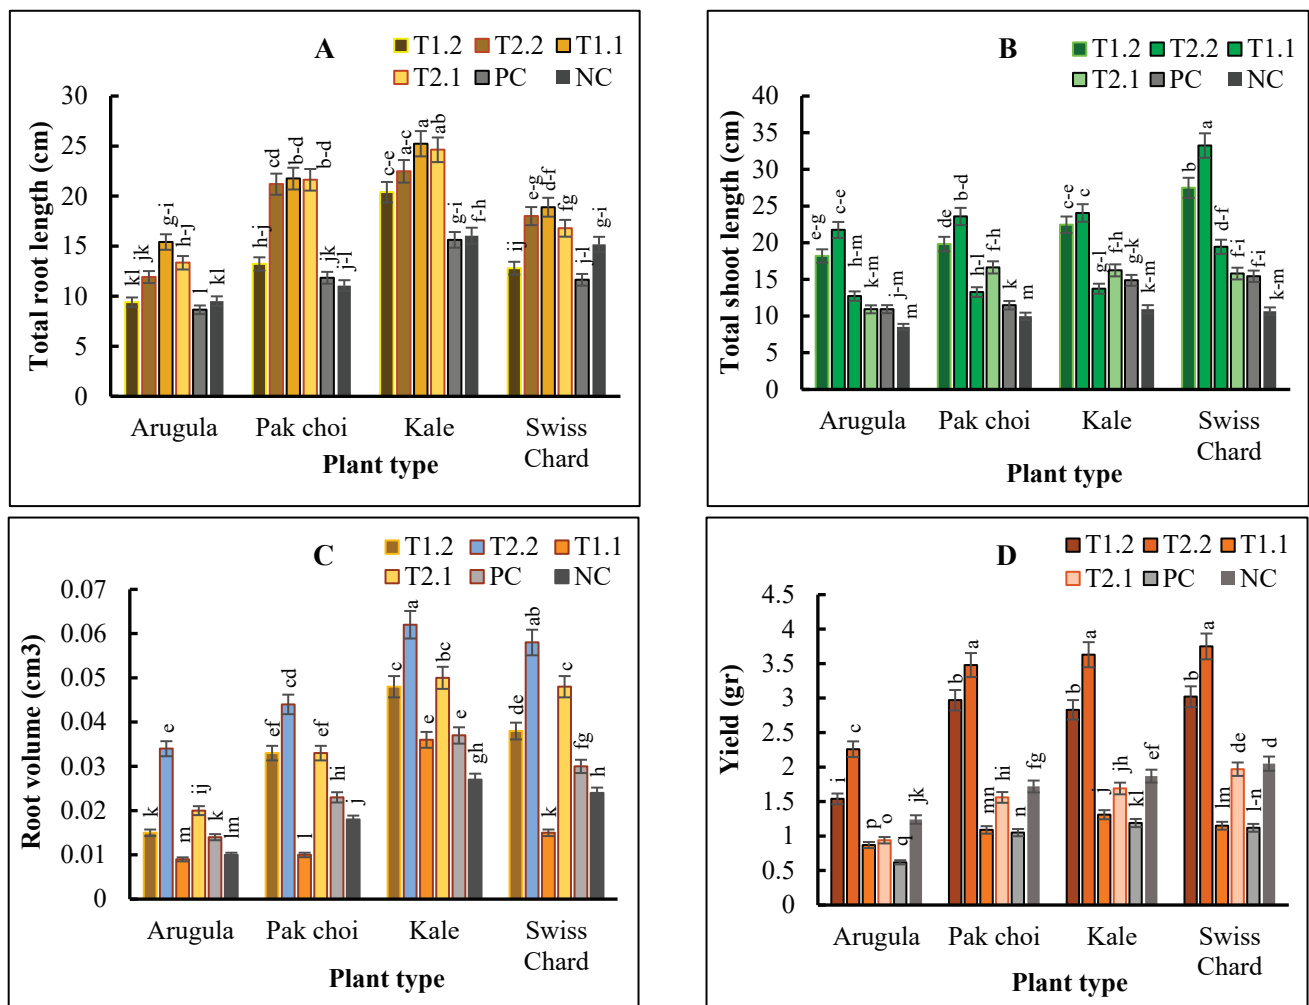 A
T1.2 T2.2 T1.1
T2.1 PC NC
Total root length (cm)
30
25
20
15
10
5
0
kl jk g-i h-j l kl
h-j cd b-d b-d jk j-l
c-e a-c a ab g-i f-h
ij e-g d-f fg j-l g-i
Arugula Pak choi Kale Swiss
Chard
Plant type
B
T1.2 T2.2 T1.1
T2.1 PC NC
Total shoot length (cm)
40
35
30
25
20
15
10
5
0
e-g c-e h-m k-m j-m m
de b-d h-l f-h k m
c-e c g-l f-h g-k k-m
b a d-f f-i f-i k-m
Arugula Pak choi Kale Swiss
Chard
Plant type
C
T1.2 T2.2 T1.1
T2.1 PC NC
Root volume (cm3)
0.07
0.06
0.05
0.04
0.03
0.02
0.01
0
k e m ij k lm
ef cd l ef hi j
c a e bc e gh
de ab k c fg h
Arugula Pak choi Kale Swiss
Chard
Plant type
D
T1.2 T2.2 T1.1
T2.1 PC NC
Yield (gr)
4.5
4
3.5
3
2.5
2
1.5
1
0.5
0
i c p o q jk
b a mn hi n fg
b a j jh kl ef
b a lm de l-n d
Arugula Pak choi Kale Swiss
Chard
Plant type